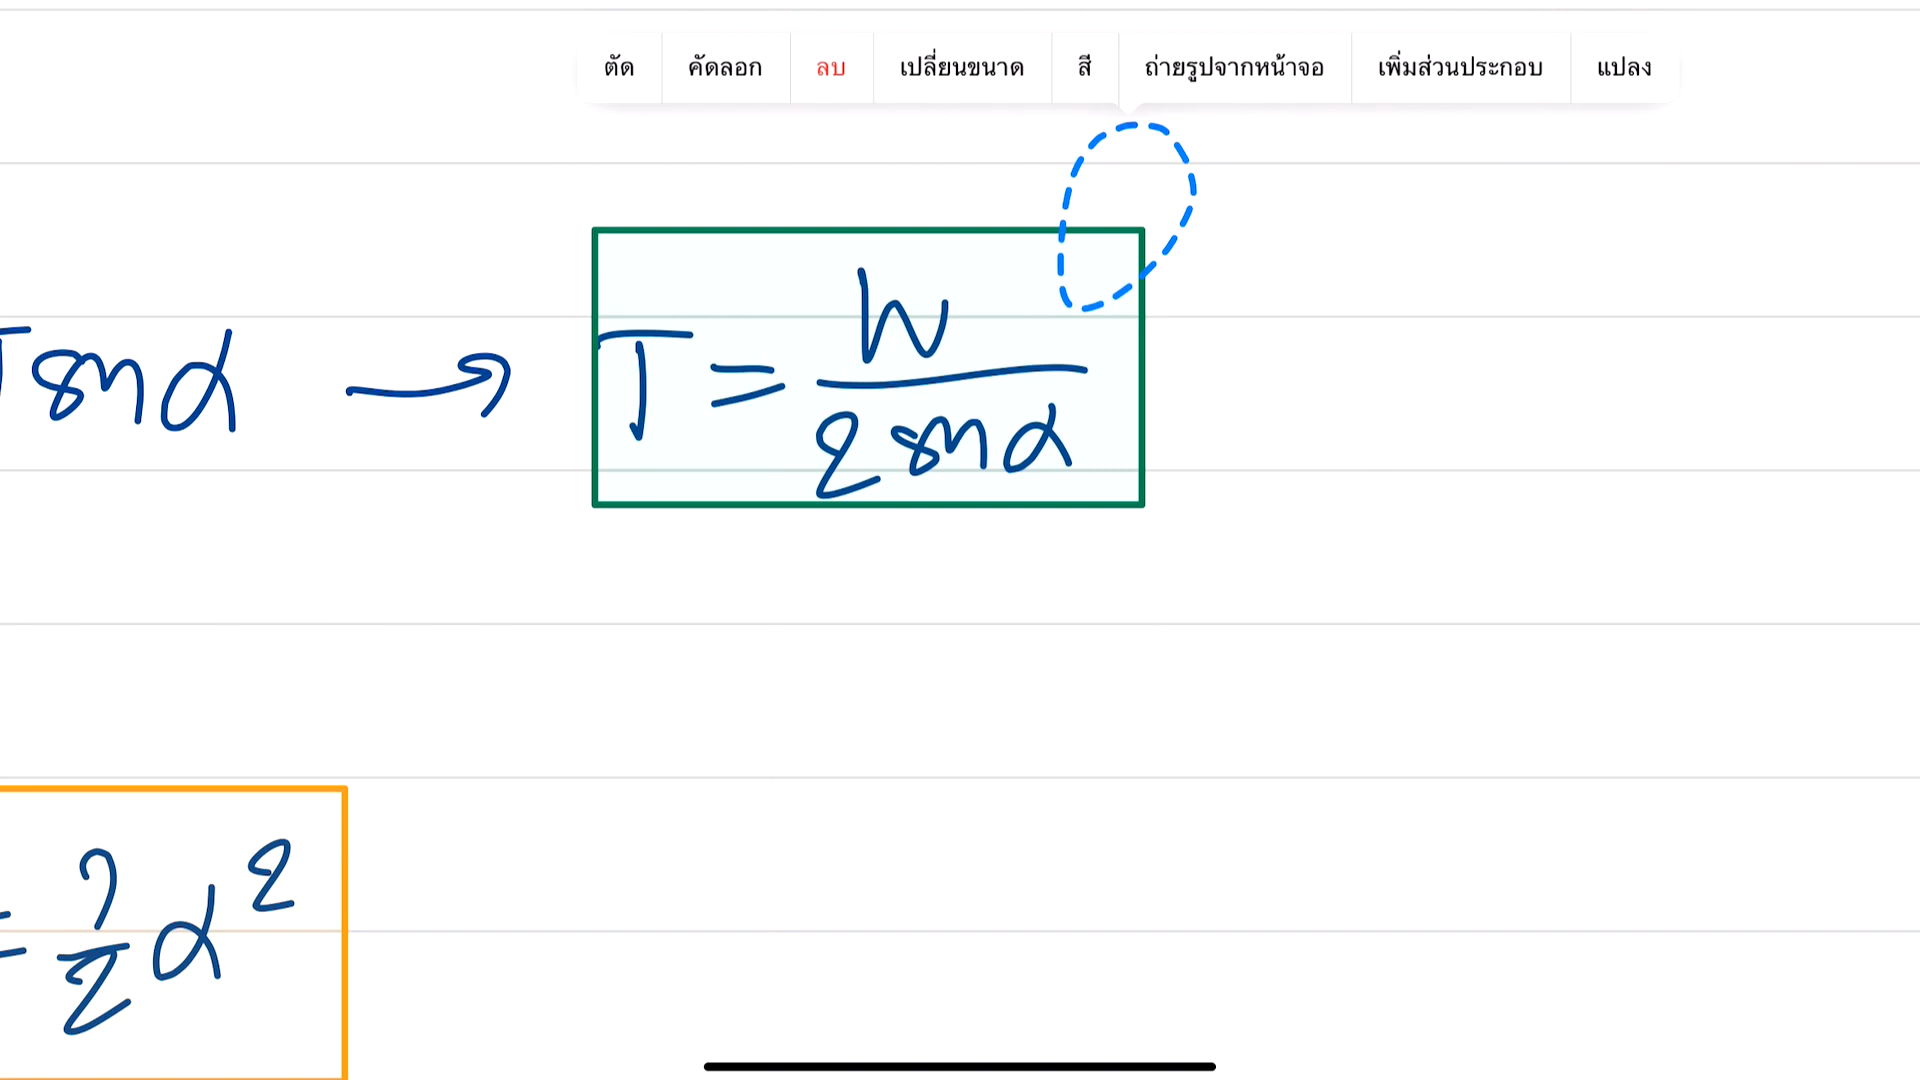 ตัด คัดลอก ลบ เปลี่ยนขนาด สี ถ่ายรูปจากหน้าจอ เพิ่มส่วนประกอบ แปลง
T sin α → T = W / 2 sin α
= ?/2 α²